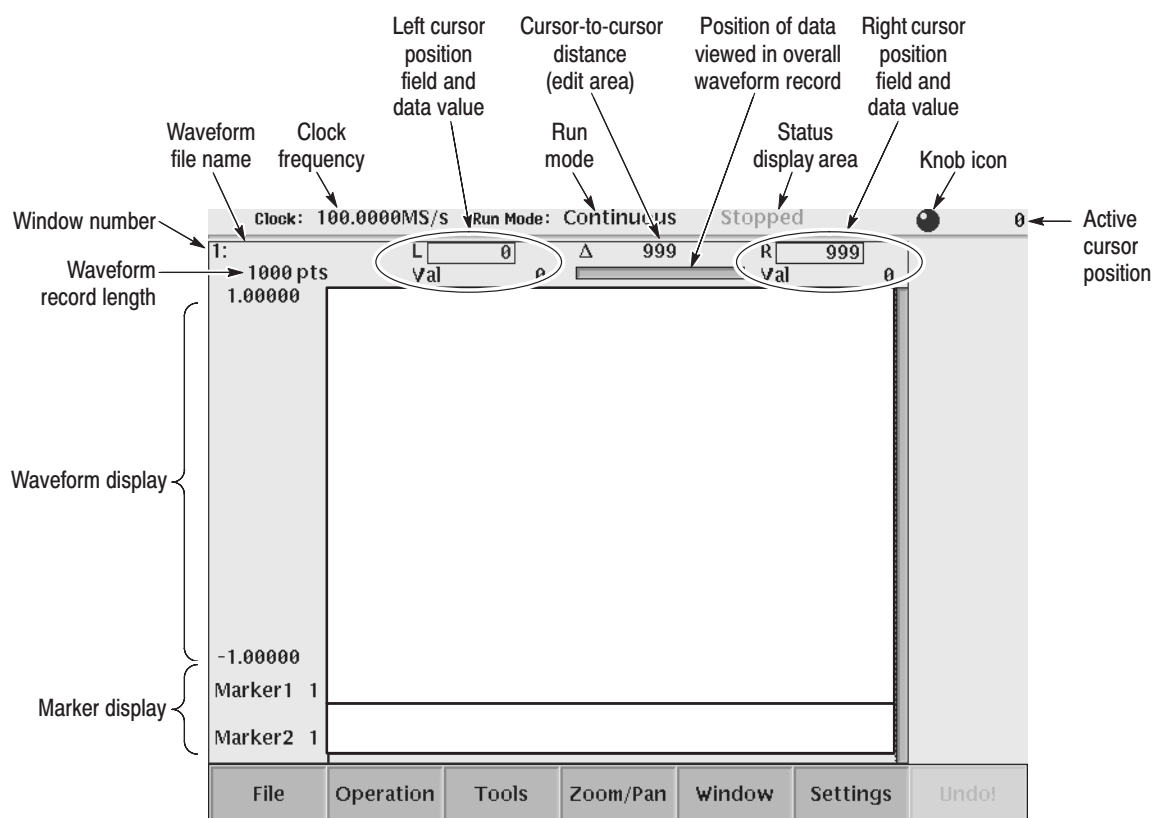 Left cursor
position
field and
data value
Cursor-to-cursor
distance
(edit area)
Position of data
viewed in overall
waveform record
Right cursor
position
field and
data value
Waveform
file name
Clock
frequency
Run
mode
Status
display area
Knob icon
Window number
Clock: 100.0000MS/s Run Mode: Continuous Stopped 0
Active
cursor
position
1: L 0 Δ 999 R 999
Waveform
record length
1000 pts Val 0 Val 0
1.00000
Waveform display
-1.00000
Marker display
Marker1 1
Marker2 1
File Operation Tools Zoom/Pan Window Settings Undo!